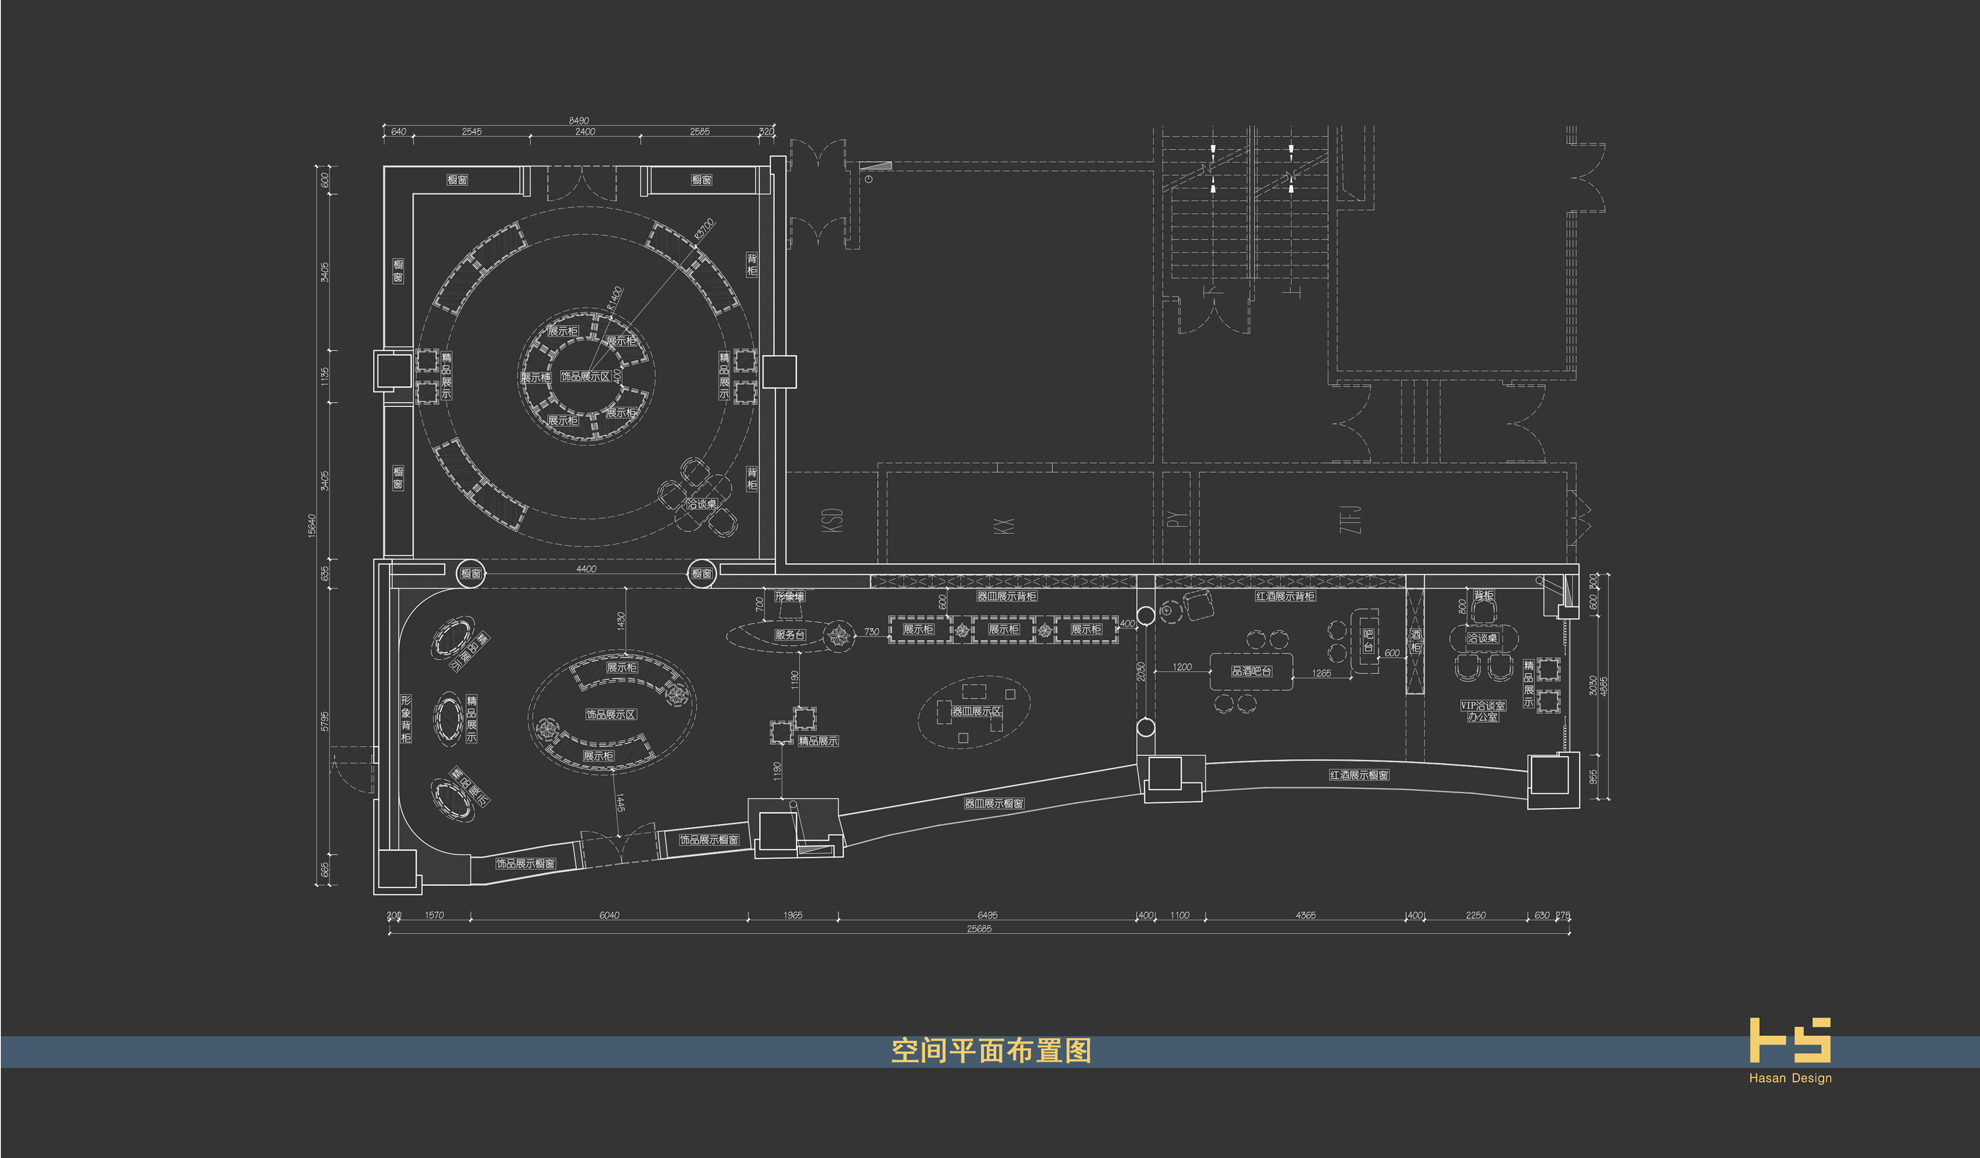 8490
640 2545 2400 2585 320
600
橱窗
橱窗
R3700
3405
橱窗
背柜
R1400
展示柜
展示柜
1135
精品展示
展示柜
饰品展示区
400
精品展示
展示柜
展示柜
3405
橱窗
背柜
洽谈桌
15640
KSD
KX
PY
ZTFJ
635
橱窗
4400
橱窗
300
形象墙
器皿展示背柜
红酒展示背柜
背柜
700
600
800
600
1430
服务台
730
展示柜
展示柜
展示柜
400
吧台
酒柜
洽谈桌
精品展示
展示柜
600
2030
1200
品酒吧台
1265
精品展示
1190
3030
4885
5795
形象背柜
精品展示
饰品展示区
器皿展示区
VIP洽谈室
办公室
精品展示
展示柜
1190
红酒展示橱窗
955
精品展示
1445
器皿展示橱窗
饰品展示橱窗
665
饰品展示橱窗
200 1570 6040 1965 6495 400 1100 4365 400 2250 630 275
25685
空间平面布置图
HS
Hasan Design